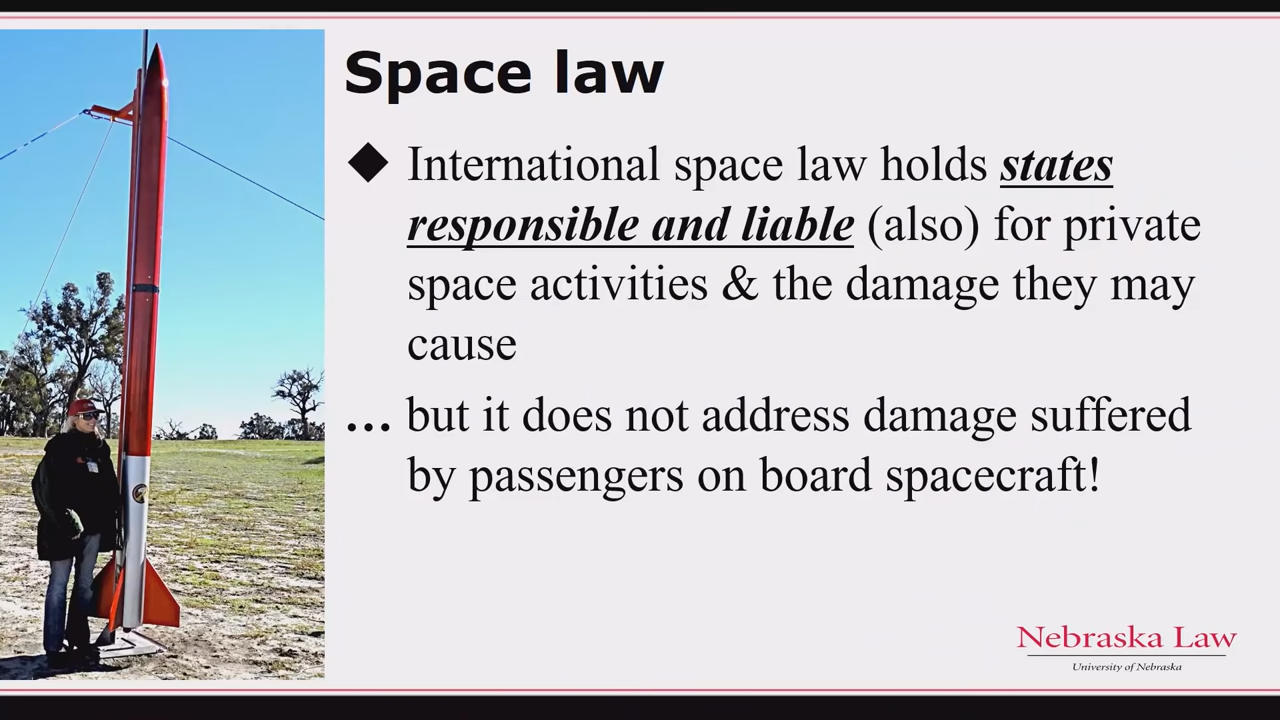 Space law
◆ International space law holds states
responsible and liable (also) for private
space activities & the damage they may
cause
... but it does not address damage suffered
by passengers on board spacecraft!
Nebraska Law
University of Nebraska